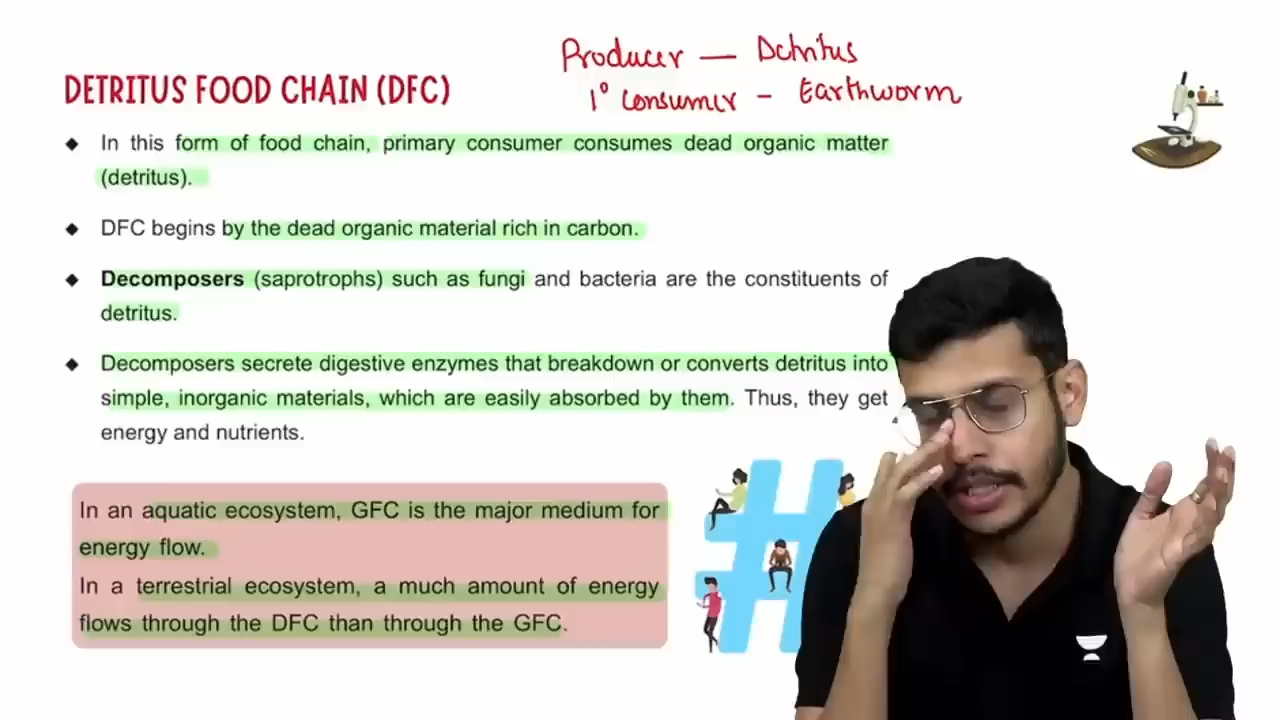 Producer — Detritus
DETRITUS FOOD CHAIN (DFC)
1° Consumer - Earthworm
In this form of food chain, primary consumer consumes dead organic matter
(detritus).
DFC begins by the dead organic material rich in carbon.
Decomposers (saprotrophs) such as fungi and bacteria are the constituents of
detritus.
Decomposers secrete digestive enzymes that breakdown or converts detritus into
simple, inorganic materials, which are easily absorbed by them. Thus, they get
energy and nutrients.
In an aquatic ecosystem, GFC is the major medium for
energy flow.
In a terrestrial ecosystem, a much amount of energy
flows through the DFC than through the GFC.